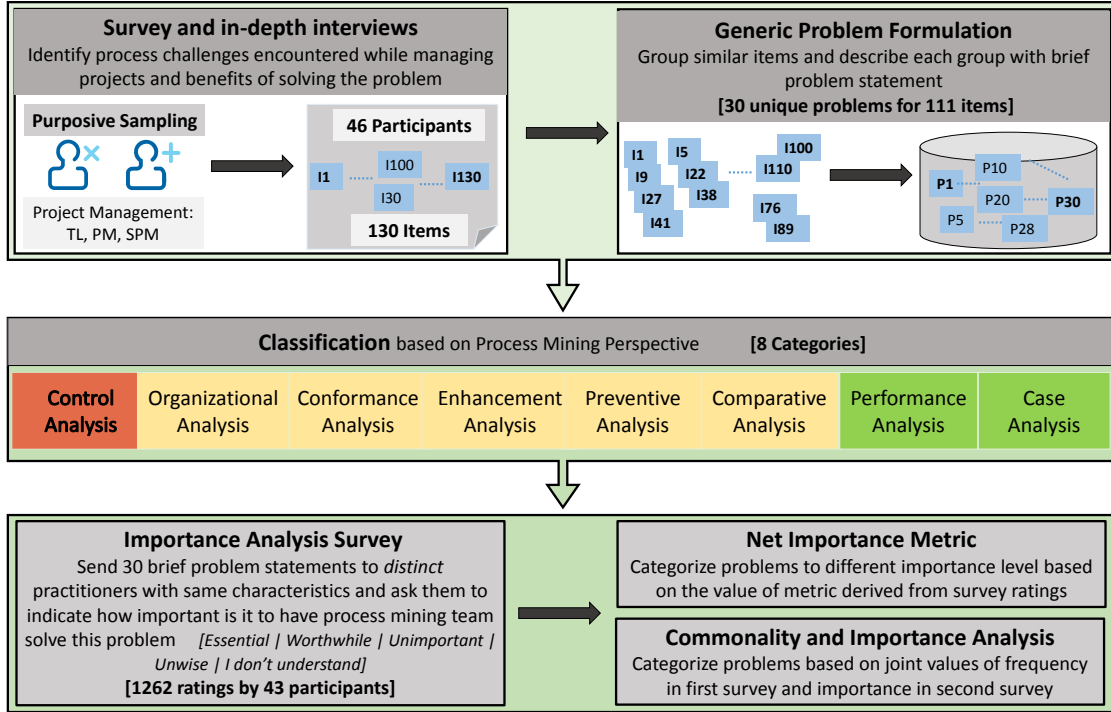 Survey and in-depth interviews
Identify process challenges encountered while managing
projects and benefits of solving the problem
Purposive Sampling
Project Management:
TL, PM, SPM
46 Participants
I1
I100
I30
I130
130 Items
Generic Problem Formulation
Group similar items and describe each group with brief
problem statement
[30 unique problems for 111 items]
I1
I9
I27
I41
I5
I22
I38
I100
I110
I76
I89
P10
P1
P20
P30
P5
P28
Classification based on Process Mining Perspective [8 Categories]
Control
Analysis
Organizational
Analysis
Conformance
Analysis
Enhancement
Analysis
Preventive
Analysis
Comparative
Analysis
Performance
Analysis
Case
Analysis
Importance Analysis Survey
Send 30 brief problem statements to distinct
practitioners with same characteristics and ask them to
indicate how important is it to have process mining team
solve this problem [Essential | Worthwhile | Unimportant |
Unwise | I don't understand]
[1262 ratings by 43 participants]
Net Importance Metric
Categorize problems to different importance level based
on the value of metric derived from survey ratings
Commonality and Importance Analysis
Categorize problems based on joint values of frequency
in first survey and importance in second survey